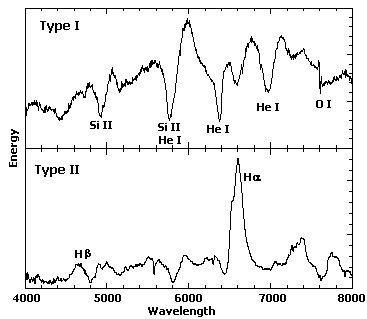 Type I
Si II
Si II
He I
He I
He I
O I
Energy
Type II
Hβ
Hα
4000 5000 6000 7000 8000
Wavelength